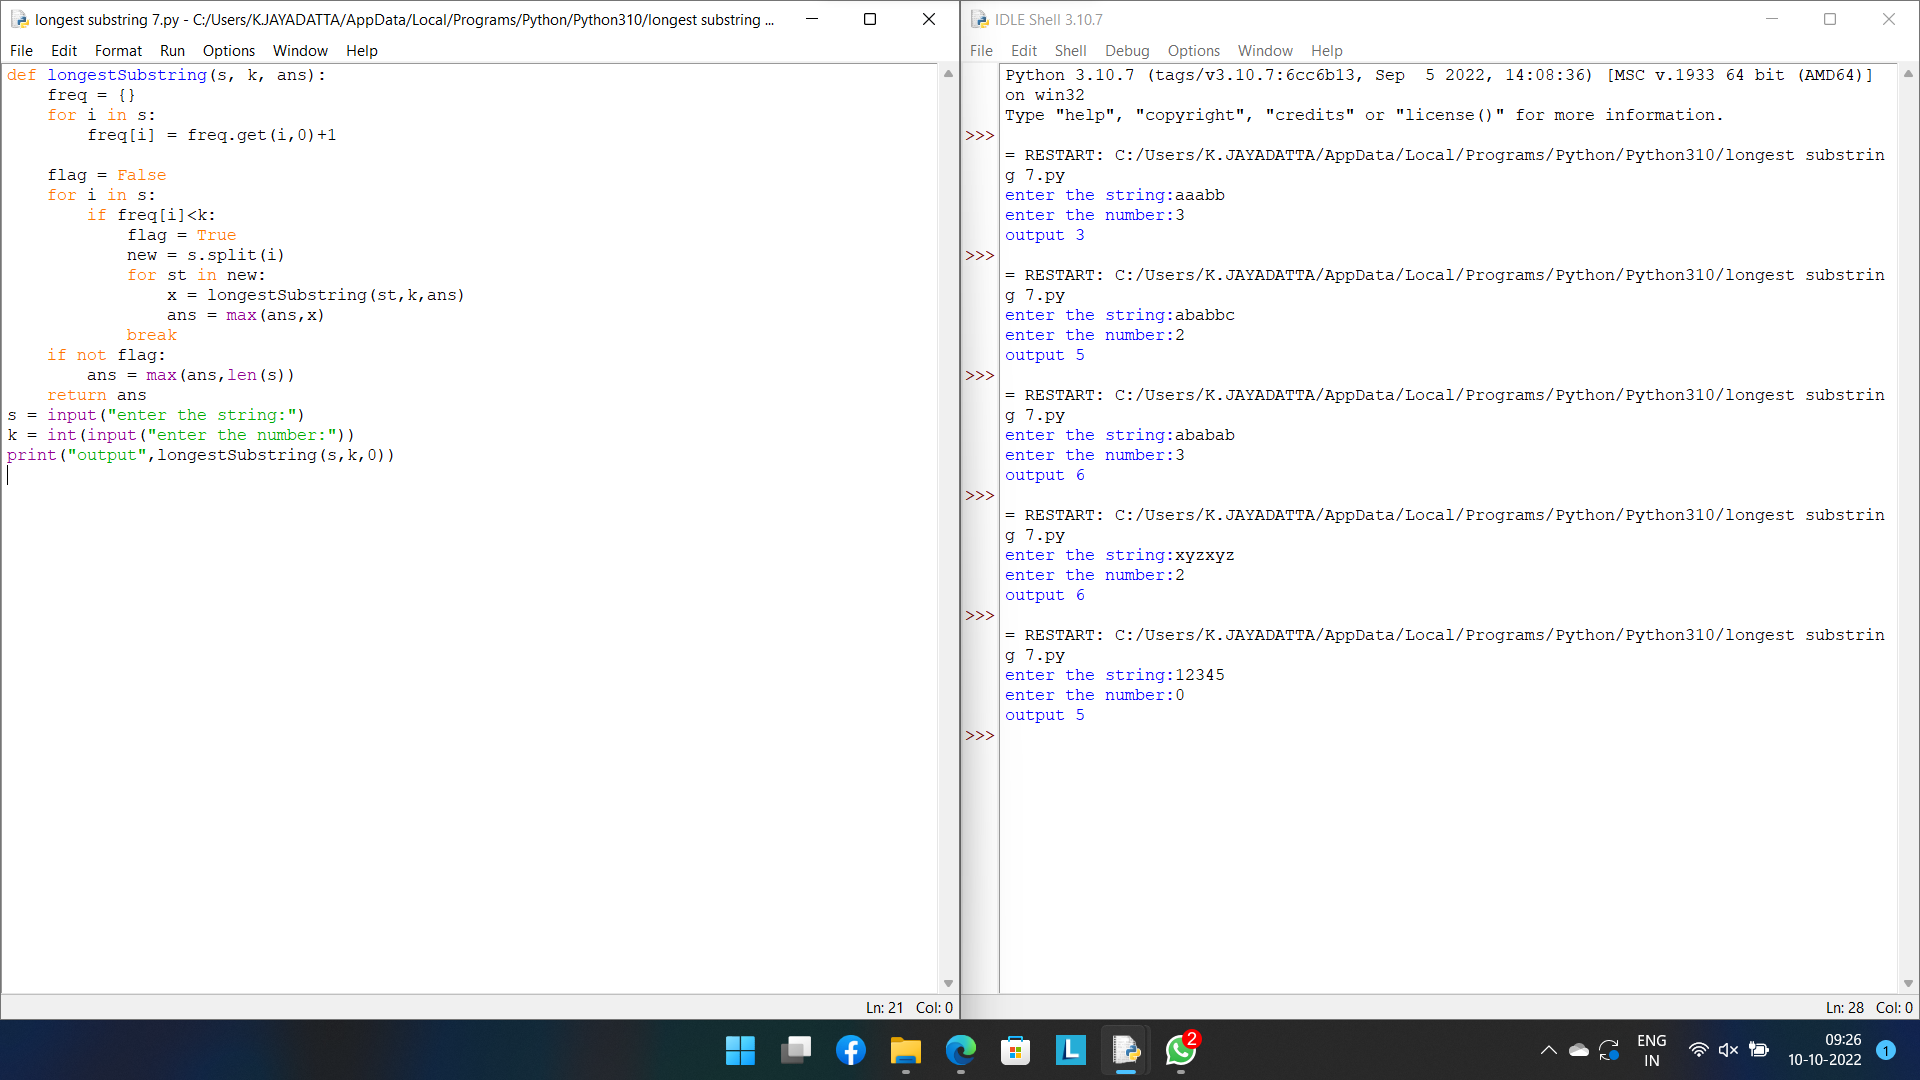 longest substring 7.py - C:/Users/KJAYADATTA/AppData/Local/Programs/Python/Python310/longest substring ...
File Edit Format Run Options Window Help
def longestSubstring(s, k, ans):
    freq = {}
    for i in s:
        freq[i] = freq.get(i,0)+1
    flag = False
    for i in s:
        if freq[i]<k:
            flag = True
            new = s.split(i)
            for st in new:
                x = longestSubstring(st,k,ans)
                ans = max(ans,x)
            break
    if not flag:
        ans = max(ans,len(s))
    return ans
s = input("enter the string:")
k = int(input("enter the number:"))
print("output",longestSubstring(s,k,0))
Ln: 21 Col: 0
IDLE Shell 3.10.7
File Edit Shell Debug Options Window Help
Python 3.10.7 (tags/v3.10.7:6cc6b13, Sep  5 2022, 14:08:36) [MSC v.1933 64 bit (AMD64)]
on win32
Type "help", "copyright", "credits" or "license()" for more information.
>>>
= RESTART: C:/Users/K.JAYADATTA/AppData/Local/Programs/Python/Python310/longest substrin
g 7.py
enter the string:aaabb
enter the number:3
output 3
>>>
= RESTART: C:/Users/K.JAYADATTA/AppData/Local/Programs/Python/Python310/longest substrin
g 7.py
enter the string:ababbc
enter the number:2
output 5
>>>
= RESTART: C:/Users/K.JAYADATTA/AppData/Local/Programs/Python/Python310/longest substrin
g 7.py
enter the string:ababab
enter the number:3
output 6
>>>
= RESTART: C:/Users/K.JAYADATTA/AppData/Local/Programs/Python/Python310/longest substrin
g 7.py
enter the string:xyzxyz
enter the number:2
output 6
>>>
= RESTART: C:/Users/K.JAYADATTA/AppData/Local/Programs/Python/Python310/longest substrin
g 7.py
enter the string:12345
enter the number:0
output 5
>>>
Ln: 28 Col: 0
L
2
ENG
IN
09:26
10-10-2022
1